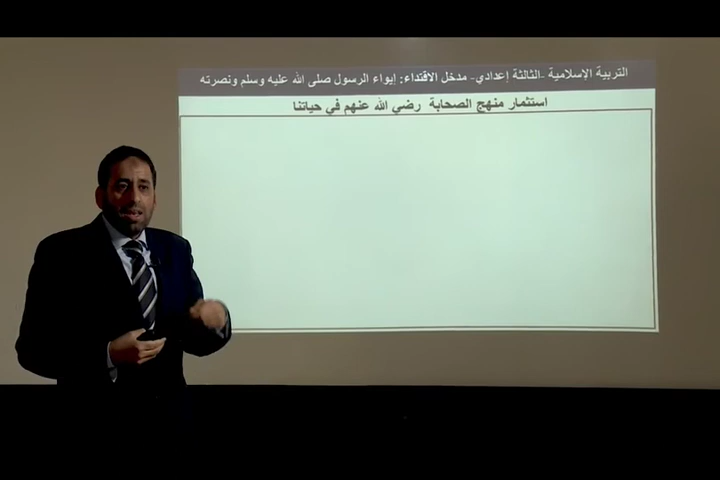 التربية الإسلامية -الثالثة إعدادي- مدخل الاقتداء: إيواء الرسول صلى الله عليه وسلم ونصرته
استثمار منهج الصحابة رضي الله عنهم في حياتنا